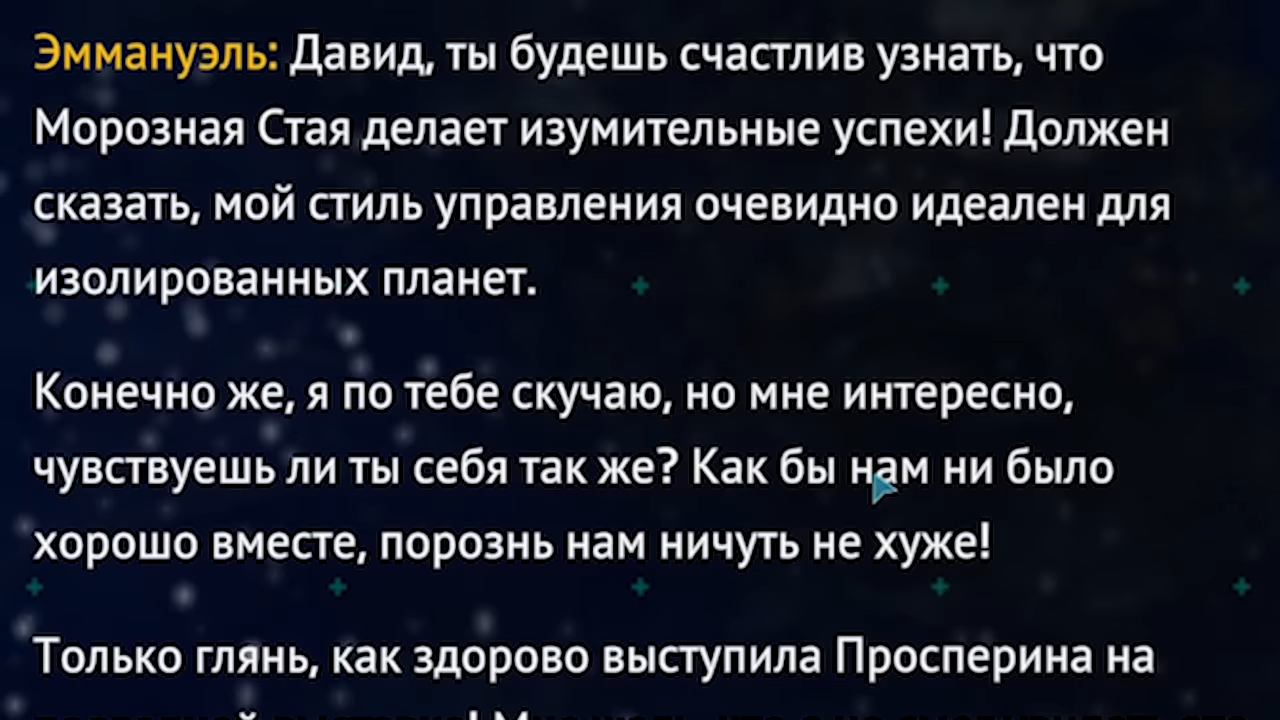 Эммануэль: Давид, ты будешь счастлив узнать, что
Морозная Стая делает изумительные успехи! Должен
сказать, мой стиль управления очевидно идеален для
изолированных планет.
Конечно же, я по тебе скучаю, но мне интересно,
чувствуешь ли ты себя так же? Как бы нам ни было
хорошо вместе, порознь нам ничуть не хуже!
Только глянь, как здорово выступила Просперина на